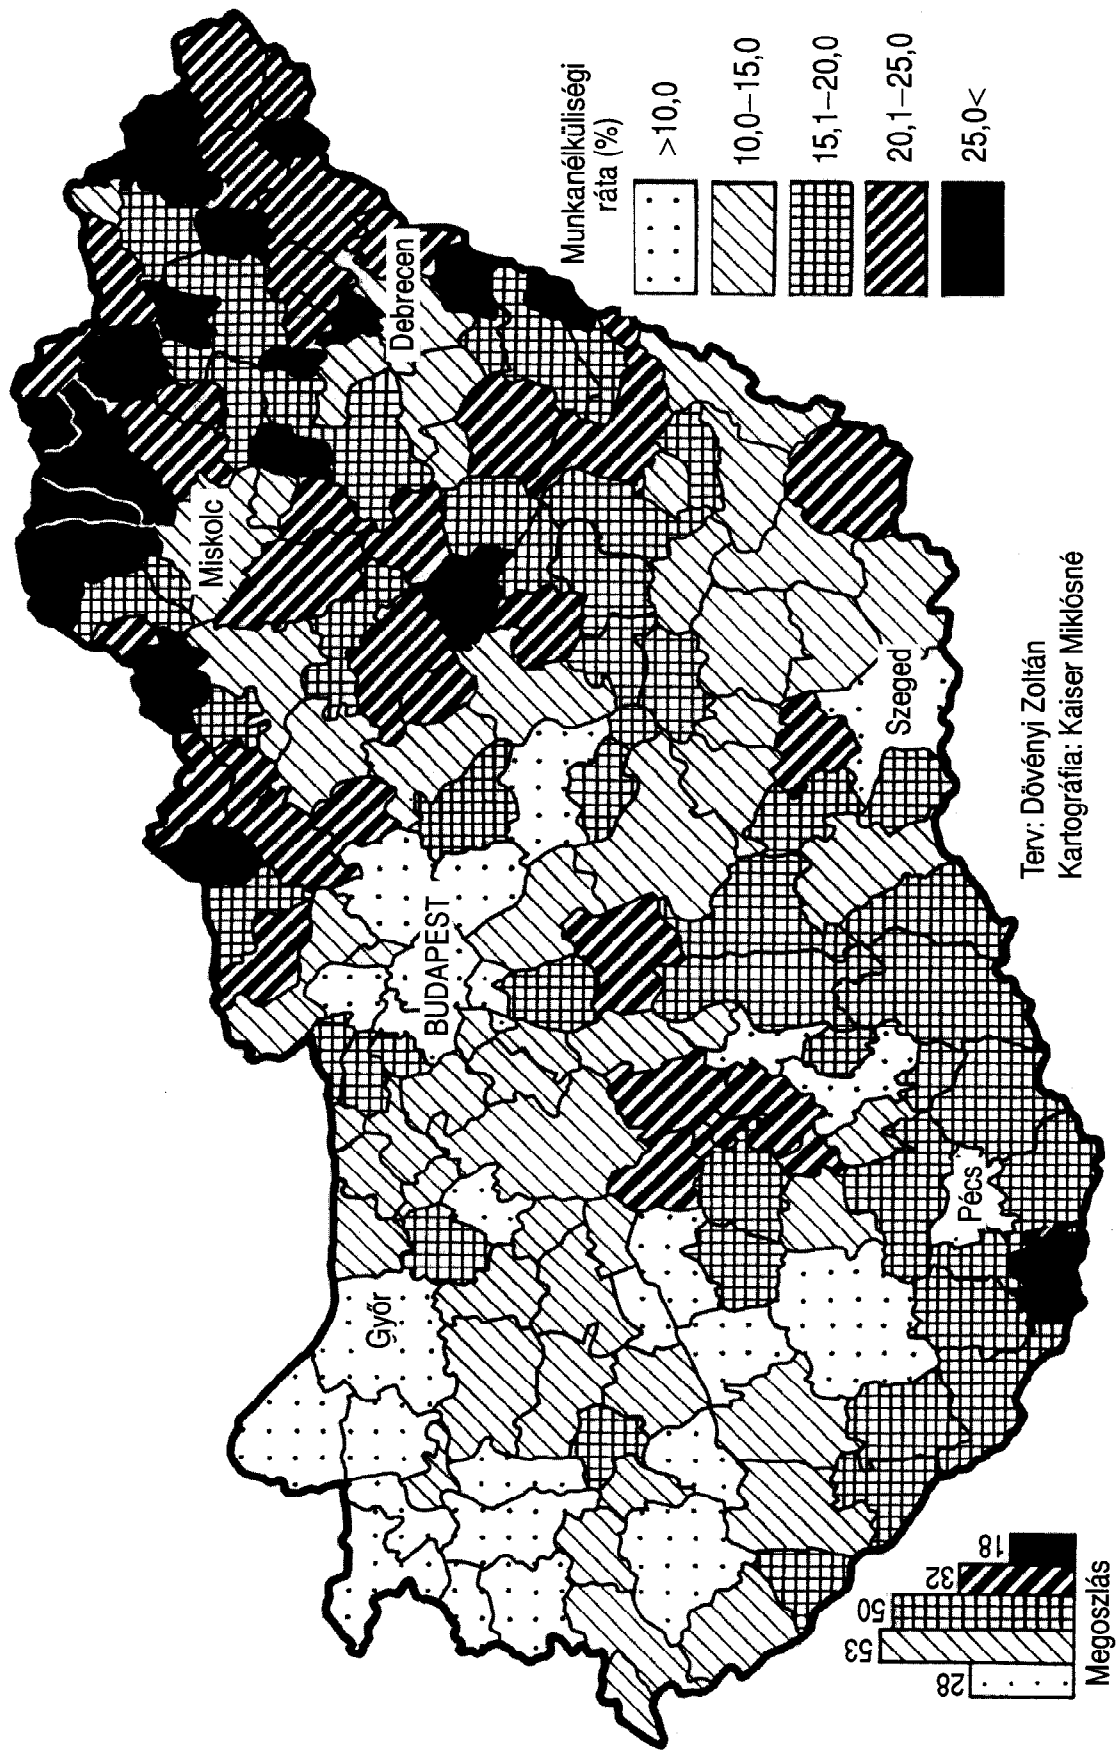 Miskolc
Debrecen
Győr
BUDAPEST
Szeged
Pécs
Munkanélküliségi
ráta (%)
>10,0
10,0–15,0
15,1–20,0
20,1–25,0
25,0<
28
53
50
32
18
Megoszlás
Terv: Dövényi Zoltán
Kartográfia: Kaiser Miklósné